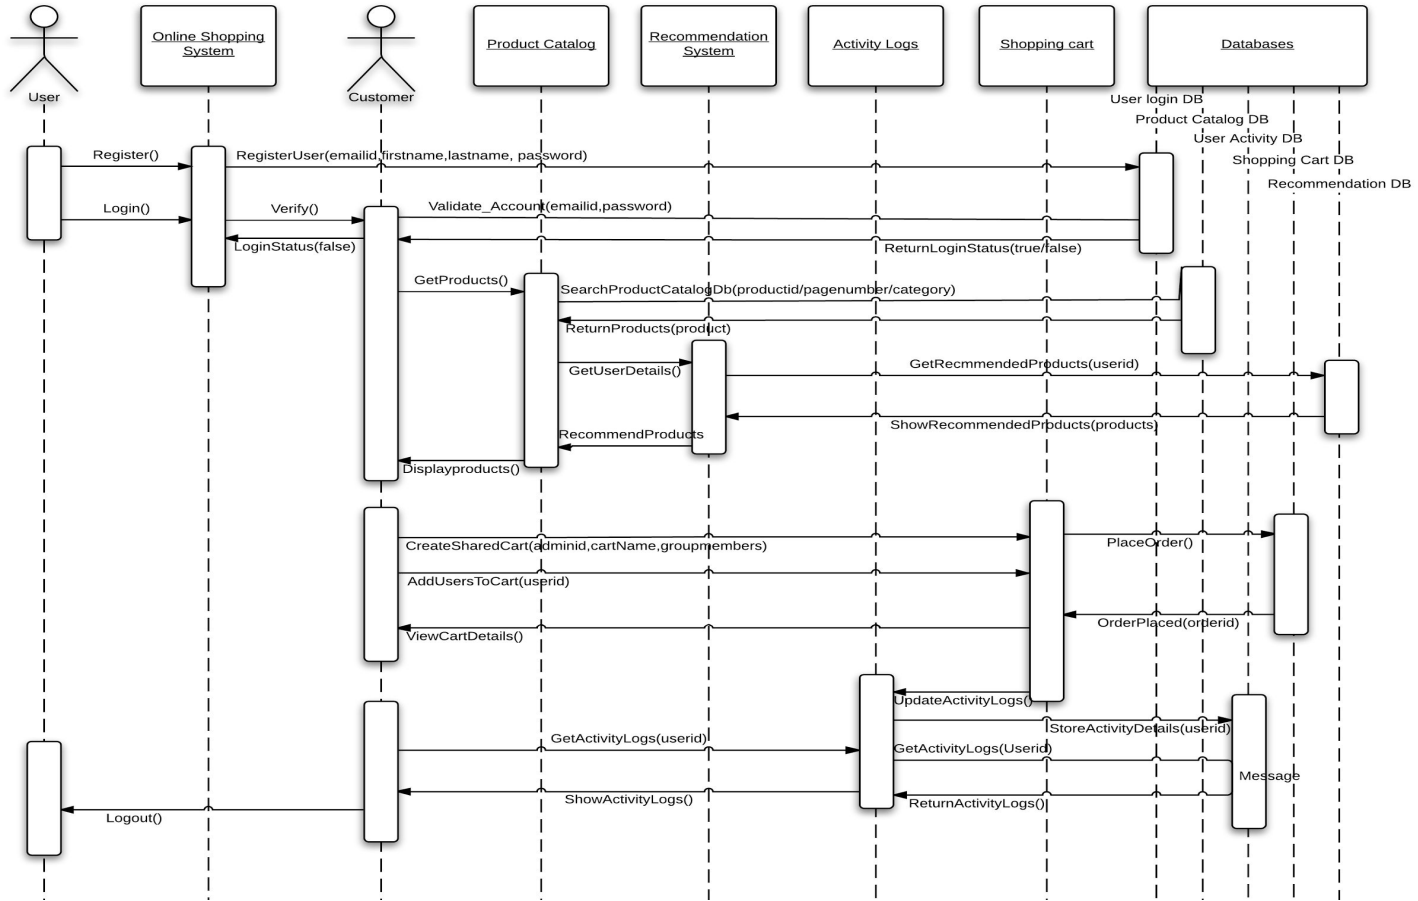 Online Shopping
System
Product Catalog
Recommendation
System
Activity Logs
Shopping cart
Databases
User
Customer
User login DB
Product Catalog DB
User Activity DB
Shopping Cart DB
Recommendation DB
Register()
RegisterUser(emailid,firstname,lastname, password)
Login()
Verify()
Validate_Account(emailid,password)
LoginStatus(false)
ReturnLoginStatus(true/false)
GetProducts()
SearchProductCatalogDb(productid/pagenumber/category)
ReturnProducts(product)
GetUserDetails()
GetRecmmendedProducts(userid)
ShowRecommendedProducts(products)
RecommendProducts
Displayproducts()
CreateSharedCart(adminid,cartName,groupmembers)
PlaceOrder()
AddUsersToCart(userid)
OrderPlaced(orderid)
ViewCartDetails()
UpdateActivityLogs()
StoreActivityDetails(userid)
GetActivityLogs(userid)
GetActivityLogs(Userid)
Message
ShowActivityLogs()
ReturnActivityLogs()
Logout()